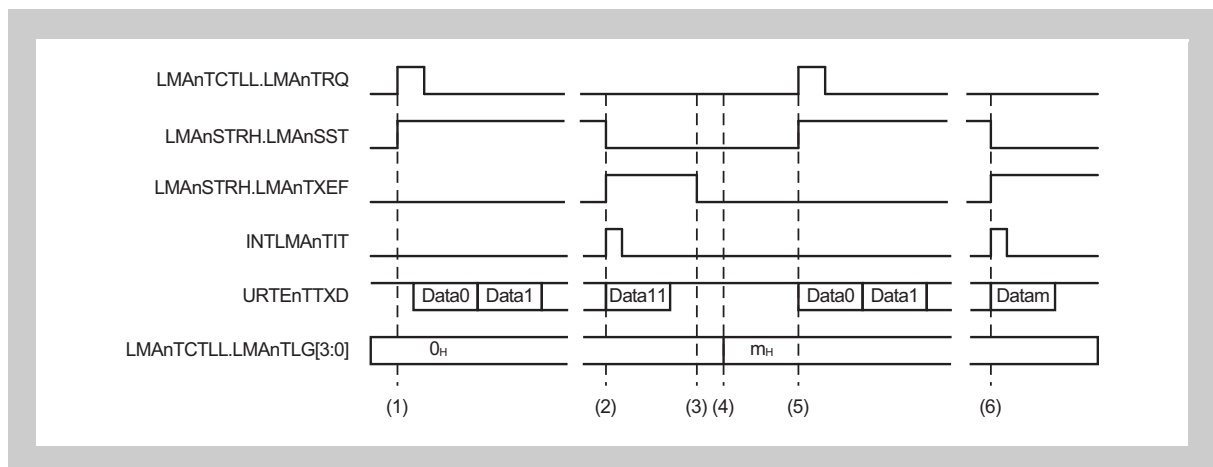 LMAnTCTLL.LMAnTRQ
LMAnSTRH.LMAnSST
LMAnSTRH.LMAnTXEF
INTLMAnTIT
URTEnTTXD Data0 Data1 Data11 Data0 Data1 Datam
LMAnTCTLL.LMAnTLG[3:0] 0H mH
(1) (2) (3) (4) (5) (6)